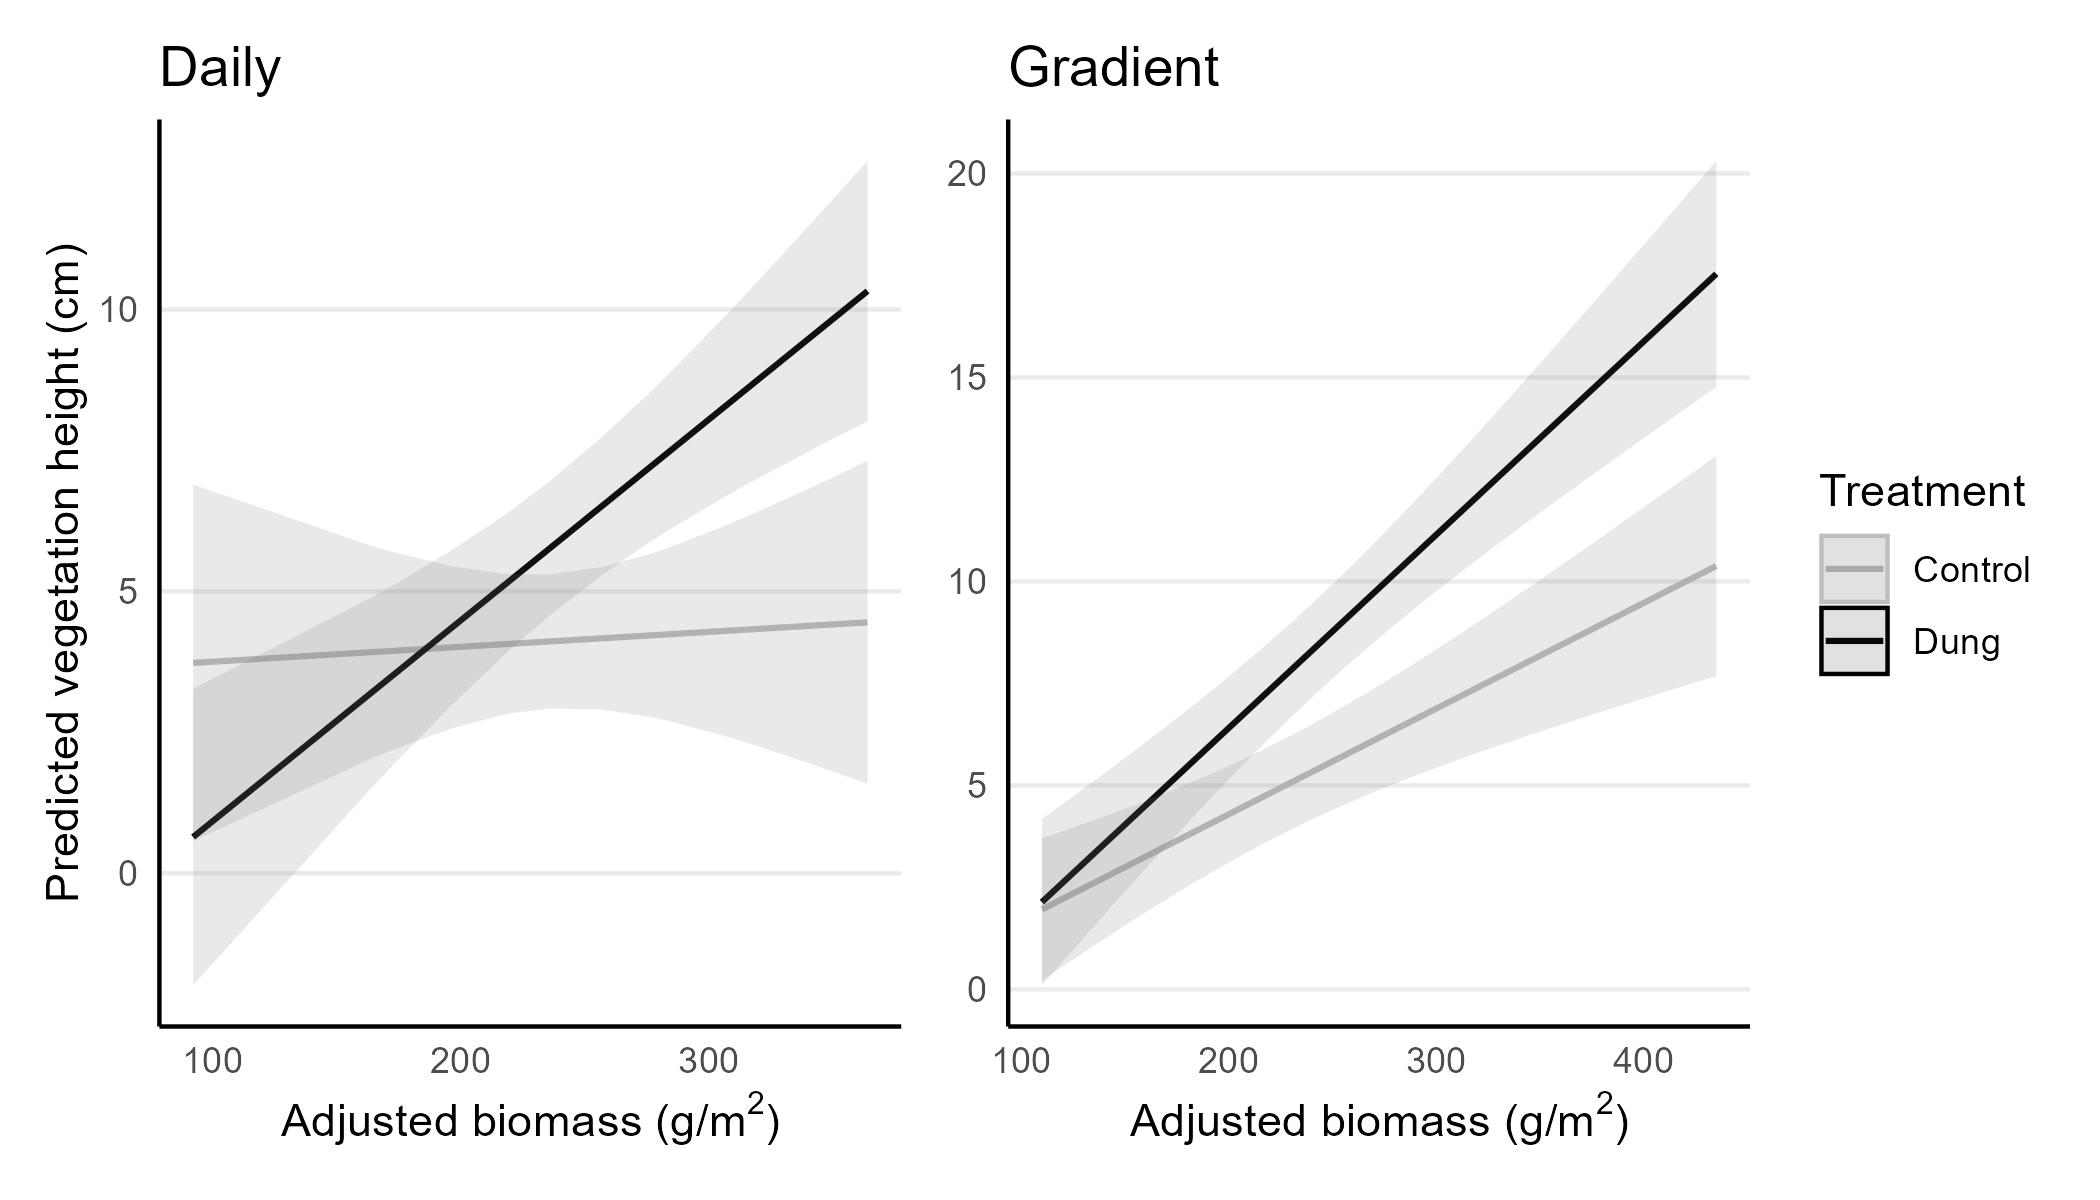 Daily
Gradient
Predicted vegetation height (cm)
10
5
0
100 200 300
Adjusted biomass (g/m²)
20
15
10
5
0
100 200 300 400
Adjusted biomass (g/m²)
Treatment
Control
Dung